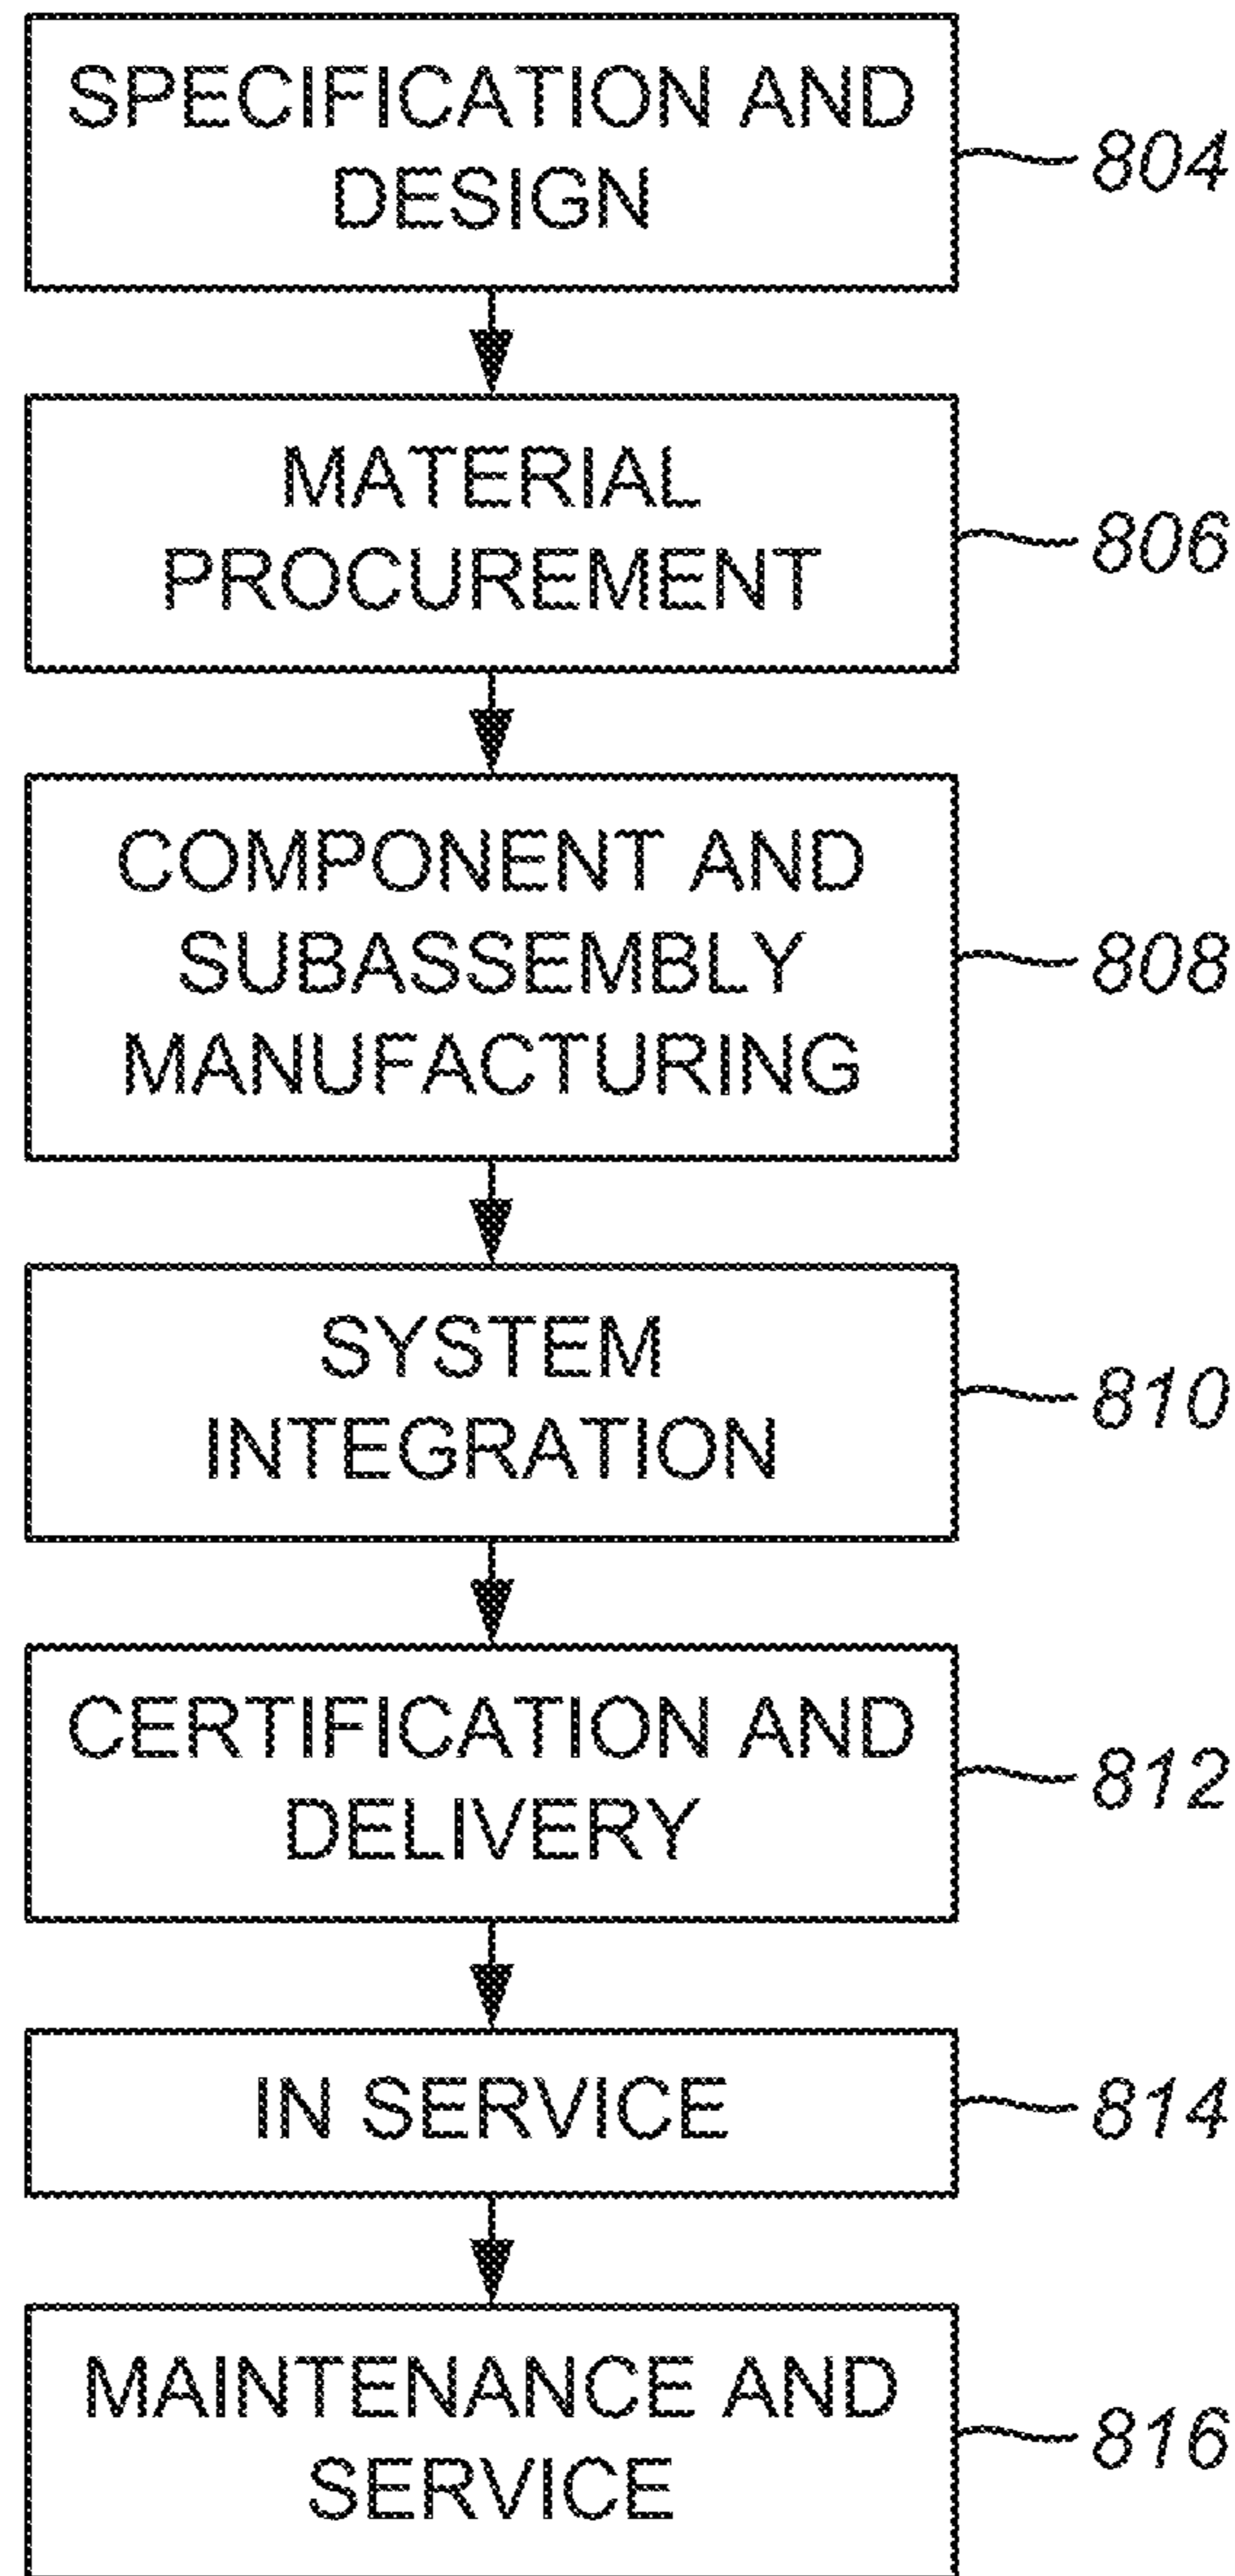 SPECIFICATION AND
DESIGN
804
MATERIAL
PROCUREMENT
806
COMPONENT AND
SUBASSEMBLY
MANUFACTURING
808
SYSTEM
INTEGRATION
810
CERTIFICATION AND
DELIVERY
812
IN SERVICE
814
MAINTENANCE AND
SERVICE
816